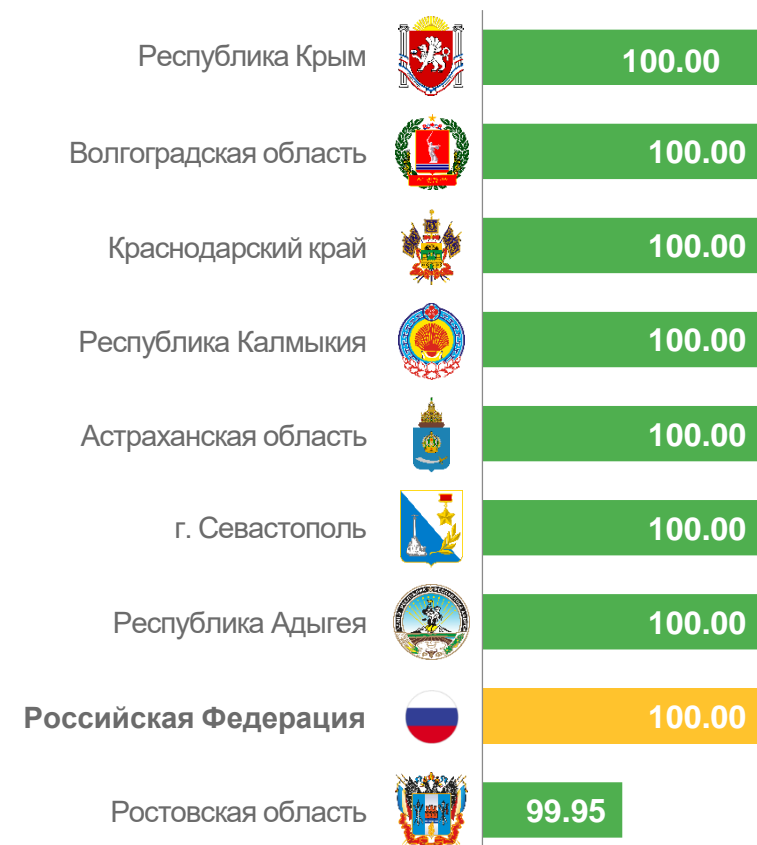 Республика Крым 100.00
Волгоградская область 100.00
Краснодарский край 100.00
Республика Калмыкия 100.00
Астраханская область 100.00
г. Севастополь 100.00
Республика Адыгея 100.00
Российская Федерация 100.00
Ростовская область 99.95